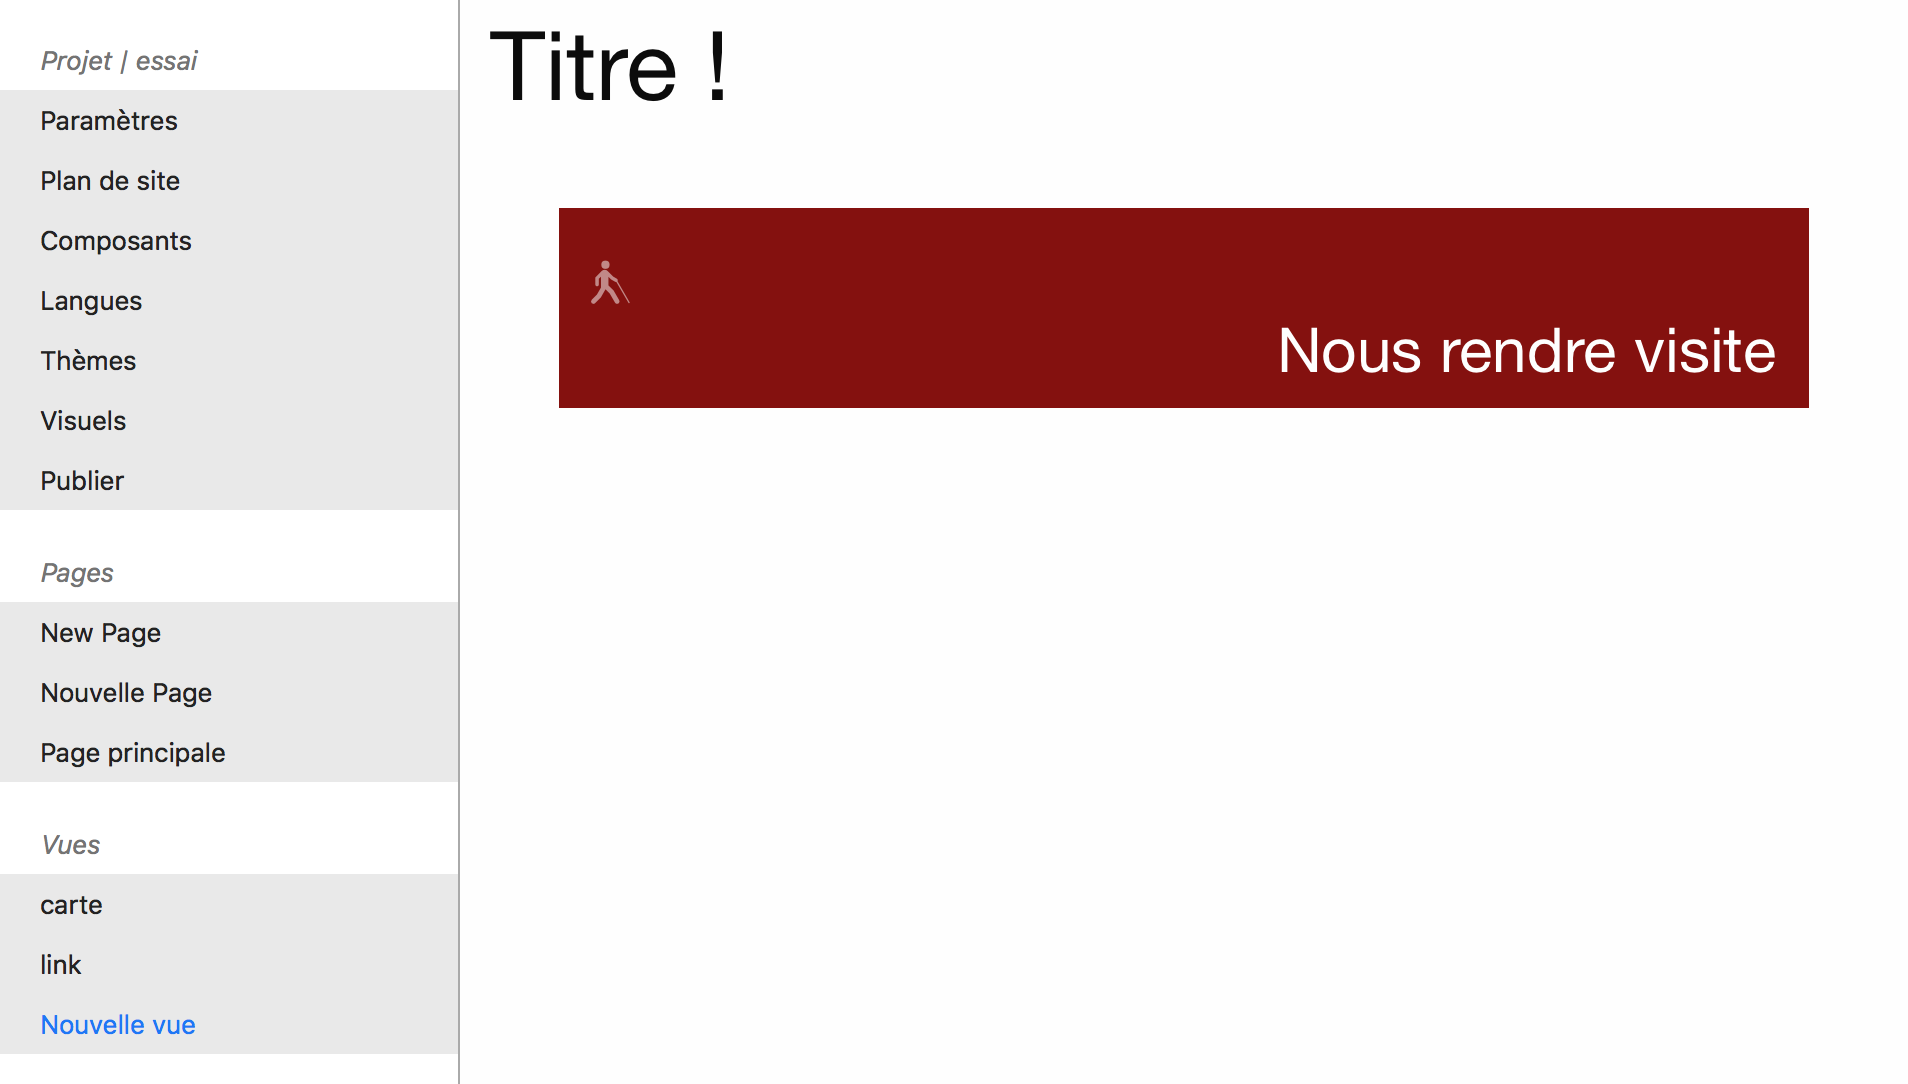 Projet | essai
Paramètres
Plan de site
Composants
Langues
Thèmes
Visuels
Publier
Pages
New Page
Nouvelle Page
Page principale
Vues
carte
link
Nouvelle vue
Titre !
Nous rendre visite